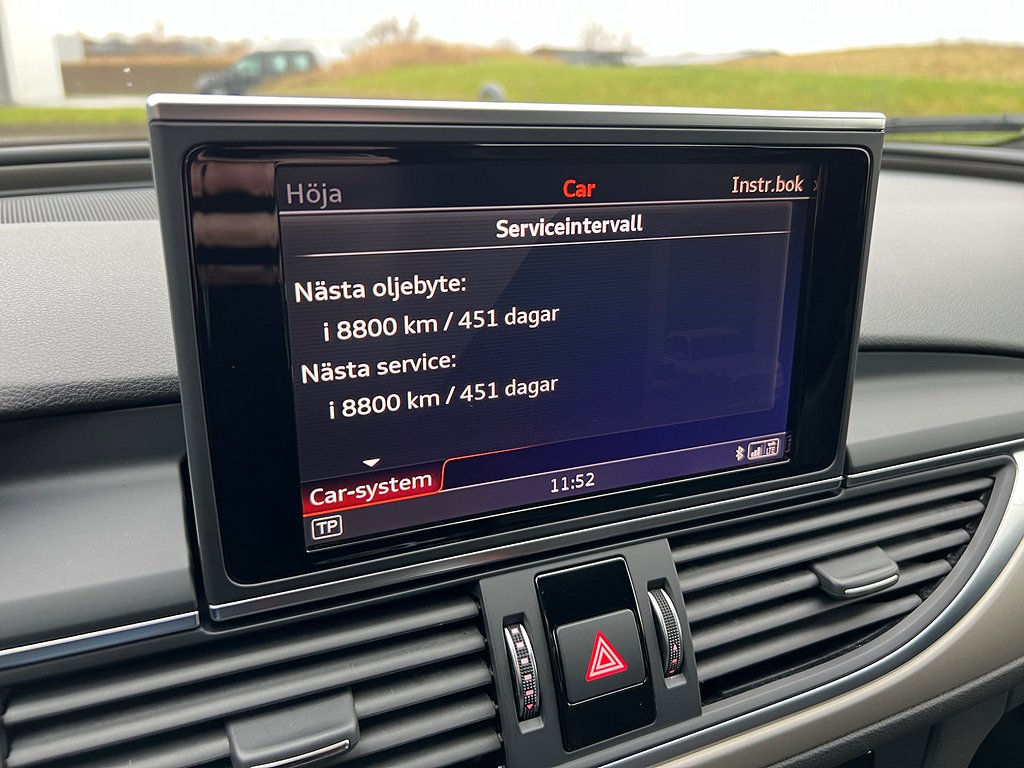 Höja Car Instr.bok
Serviceintervall
Nästa oljebyte:
i 8800 km / 451 dagar
Nästa service:
i 8800 km / 451 dagar
Car-system
11:52
LTE
TP